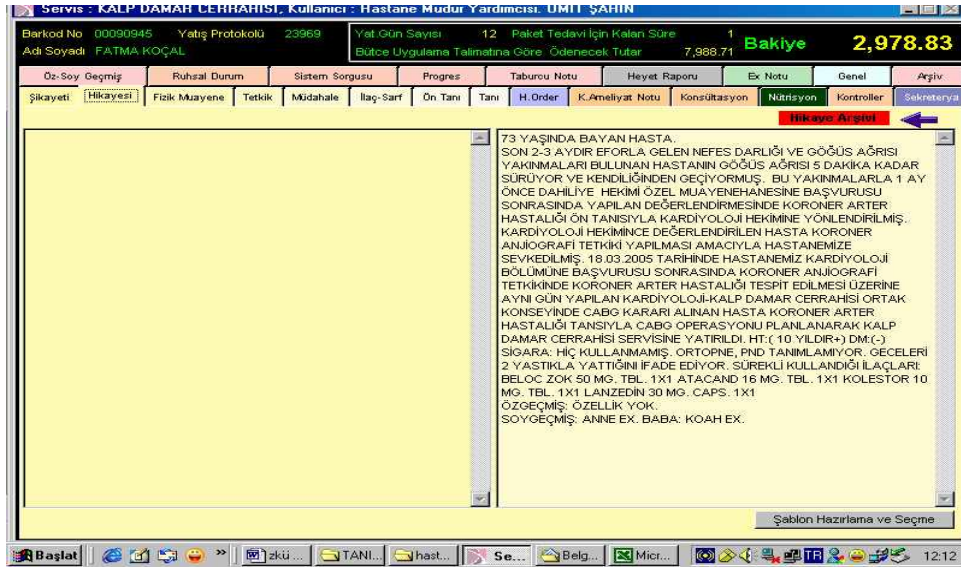 Servis : KALP DAMAR CERRAHİSİ, Kullanıcı : Hastane Müdür Yardımcısı. ÜMİT ŞAHİN
Barkod No 00090945 Yatış Protokolü 23969 Yat.Gün Sayısı 12 Paket Tedavi İçin Kalan Süre 1
Bakiye 2,978.83
Adı Soyadı FATMA KOÇAL Bütce Uygulama Talimatına Göre Ödenecek Tutar 7,988.71
Öz-Soy Geçmiş Ruhsal Durum Sistem Sorgusu Progres Taburcu Notu Heyet Raporu Ex Notu Genel Arşiv
Şikayeti Hikayesi Fizik Muayene Tetkik Müdahale İlaç-Sarf Ön Tanı Tanı H.Order K.Ameliyat Notu Konsültasyon Nütrisyon Kontroller Sekreterya
Hikaye Arşivi
73 YAŞINDA BAYAN HASTA.
SON 2-3 AYDIR EFORLA GELEN NEFES DARLIĞI VE GÖĞÜS AĞRISI
YAKINMALARI BULUNAN HASTANIN GÖĞÜS AĞRISI 5 DAKİKA KADAR
SÜRÜYOR VE KENDİLİĞİNDEN GEÇİYORMUŞ. BU YAKINMALARLA 1 AY
ÖNCE DAHİLİYE HEKİMİ ÖZEL MUAYENEHANESİNE BAŞVURUSU
SONRASINDA YAPILAN DEĞERLENDİRMESİNDE KORONER ARTER
HASTALIĞI ÖN TANISIYLA KARDİYOLOJİ HEKİMİNE YÖNLENDİRİLMİŞ.
KARDİYOLOJİ HEKİMİNCE DEĞERLENDİRİLEN HASTA KORONER
ANJİOGRAFİ TETKİKİ YAPILMASI AMACIYLA HASTANEMİZE
SEVKEDİLMİŞ. 18.03.2005 TARİHİNDE HASTANEMİZ KARDİYOLOJİ
BÖLÜMÜNE BAŞVURUSU SONRASINDA KORONER ANJİOGRAFİ
TETKİKİNDE KORONER ARTER HASTALIĞI TESPİT EDİLMESİ ÜZERİNE
AYNI GÜN YAPILAN KARDİYOLOJİ-KALP DAMAR CERRAHİSİ ORTAK
KONSEYİNDE CABG KARARI ALINAN HASTA KORONER ARTER
HASTALIĞI TANSIYLA CABG OPERASYONU PLANLANARAK KALP
DAMAR CERRAHİSİ SERVİSİNE YATIRILDI. HT:( 10 YILDIR+) DM:(-)
SİGARA: HİÇ KULLANMAMIŞ. ORTOPNE, PND TANIMLAMIYOR. GECELERİ
2 YASTIKLA YATTIĞINI İFADE EDİYOR. SÜREKLİ KULLANDIĞI İLAÇLARI:
BELOC ZOK 50 MG. TBL. 1X1 ATACAND 16 MG. TBL. 1X1 KOLESTOR 10
MG. TBL. 1X1 LANZEDİN 30 MG. CAPS. 1X1
ÖZGEÇMİŞ: ÖZELLİK YOK.
SOYGEÇMİŞ: ANNE EX. BABA: KOAH EX.
Şablon Hazırlama ve Seçme
Başlat » zkü ... TANI... hast... Se... Belg... Micr... TR 12:12